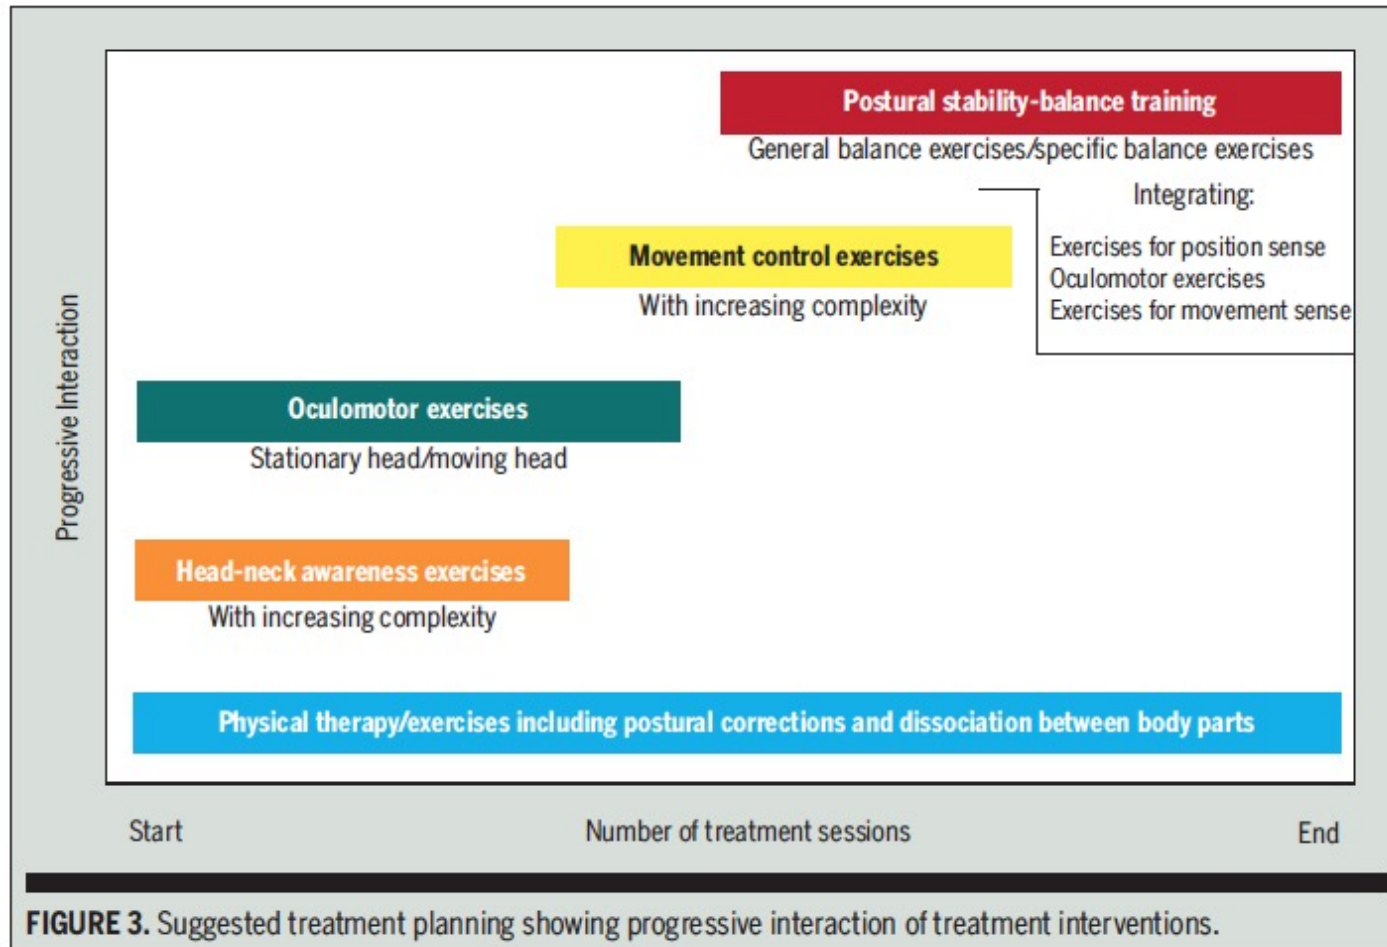 Postural stability-balance training
General balance exercises/specific balance exercises
Integrating:
Exercises for position sense
Oculomotor exercises
Exercises for movement sense
Movement control exercises
With increasing complexity
Oculomotor exercises
Stationary head/moving head
Head-neck awareness exercises
With increasing complexity
Physical therapy/exercises including postural corrections and dissociation between body parts
Progressive Interaction
Start
Number of treatment sessions
End
FIGURE 3. Suggested treatment planning showing progressive interaction of treatment interventions.